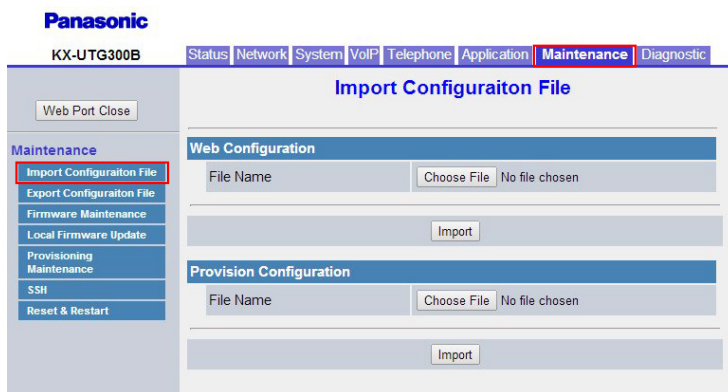 Panasonic
KX-UTG300B
Status Network System VoIP Telephone Application Maintenance Diagnostic
Web Port Close
Maintenance
Import Configuraiton File
Export Configuraiton File
Firmware Maintenance
Local Firmware Update
Provisioning
Maintenance
SSH
Reset & Restart
Import Configuraiton File
Web Configuration
File Name Choose File No file chosen
Import
Provision Configuration
File Name Choose File No file chosen
Import